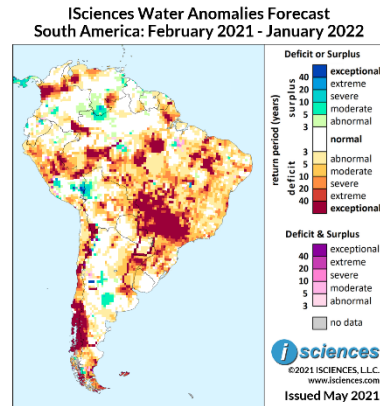 ISciences Water Anomalies Forecast
South America: February 2021 - January 2022
Deficit or Surplus
return period (years)
surplus
deficit
40
20
10
5
3
exceptional
extreme
severe
moderate
abnormal
normal
3
5
10
20
40
abnormal
moderate
severe
extreme
exceptional
Deficit & Surplus
40
20
10
5
3
exceptional
extreme
severe
moderate
abnormal
no data
i sciences
©2021 ISCIENCES, L.L.C.
www.isciences.com
Issued May 2021